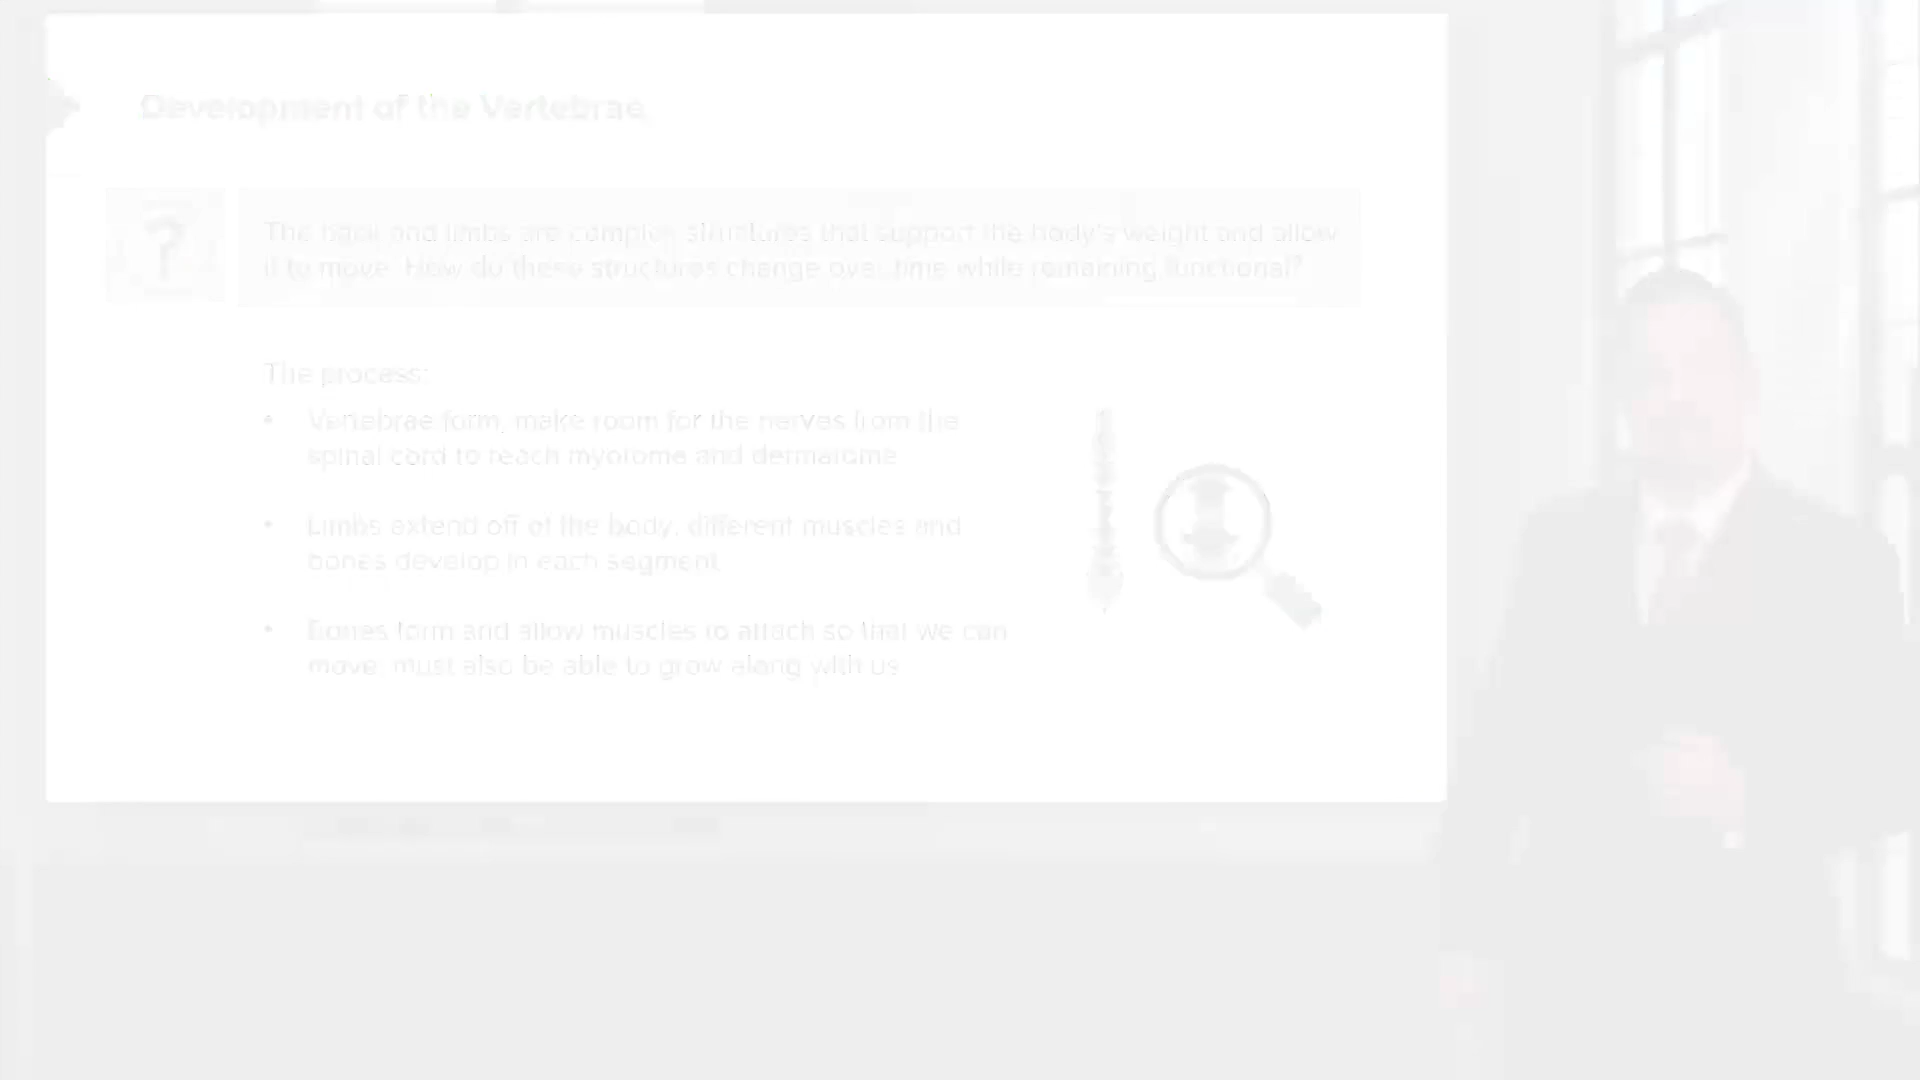 Development of the Vertebrae
?
The back and limbs are complex structures that support the body's weight and allow
it to move. How do these structures change over time while remaining functional?
The process:
• Vertebrae form, make room for the nerves from the
spinal cord to reach myotome and dermatome
• Limbs extend off of the body, different muscles and
bones develop in each segment
• Bones form and allow muscles to attach so that we can
move; must also be able to grow along with us